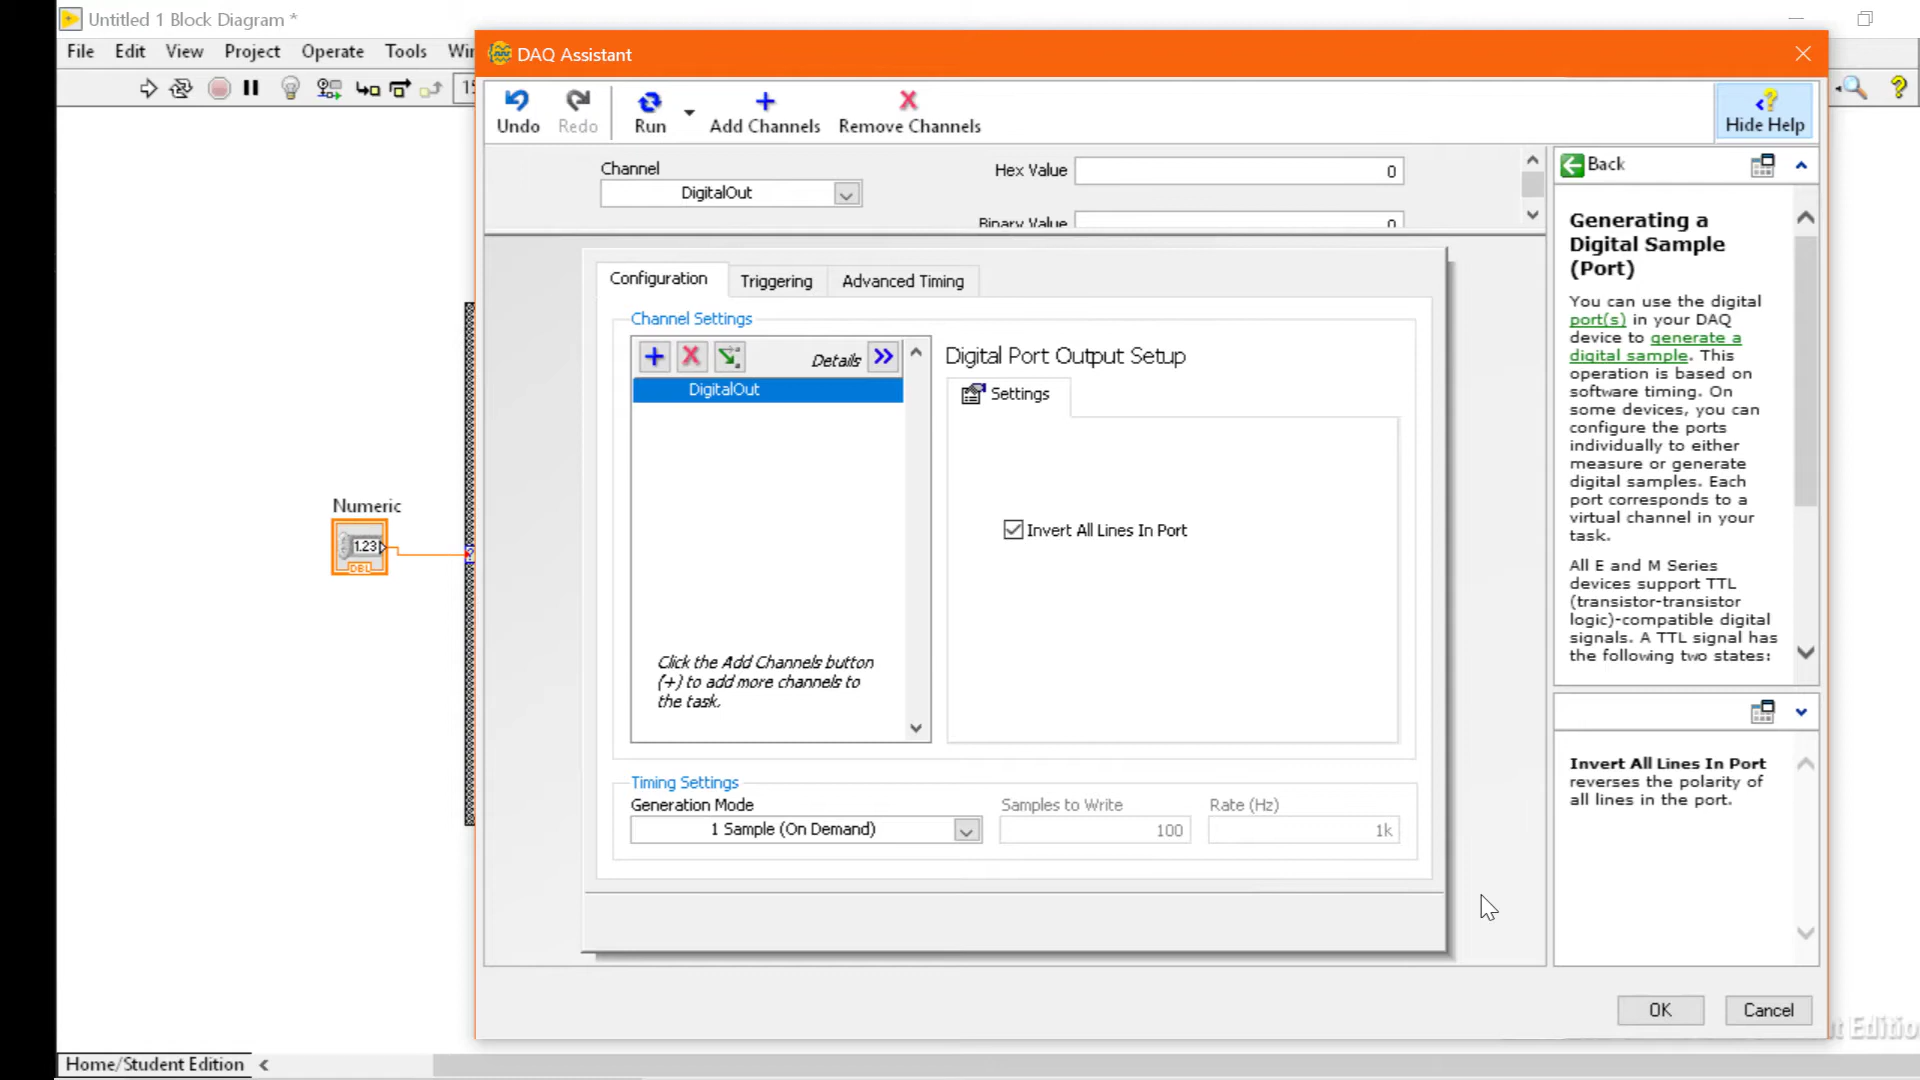 Untitled 1 Block Diagram *
File Edit View Project Operate Tools
DAQ Assistant
Undo Redo Run Add Channels Remove Channels Hide Help
Channel
DigitalOut
Hex Value 0
Binary Value 0
Back
Generating a
Digital Sample
(Port)
You can use the digital
port(s) in your DAQ
device to generate a
digital sample. This
operation is based on
software timing. On
some devices, you can
configure the ports
individually to either
measure or generate
digital samples. Each
port corresponds to a
virtual channel in your
task.
All E and M Series
devices support TTL
(transistor-transistor
logic)-compatible digital
signals. A TTL signal has
the following two states:
Configuration Triggering Advanced Timing
Channel Settings
Details
DigitalOut
Click the Add Channels button
(+) to add more channels to
the task.
Digital Port Output Setup
Settings
Invert All Lines In Port
Numeric
1.23
DBL
Timing Settings
Generation Mode Samples to Write Rate (Hz)
1 Sample (On Demand) 100 1k
Invert All Lines In Port
reverses the polarity of
all lines in the port.
OK Cancel
Home/Student Edition